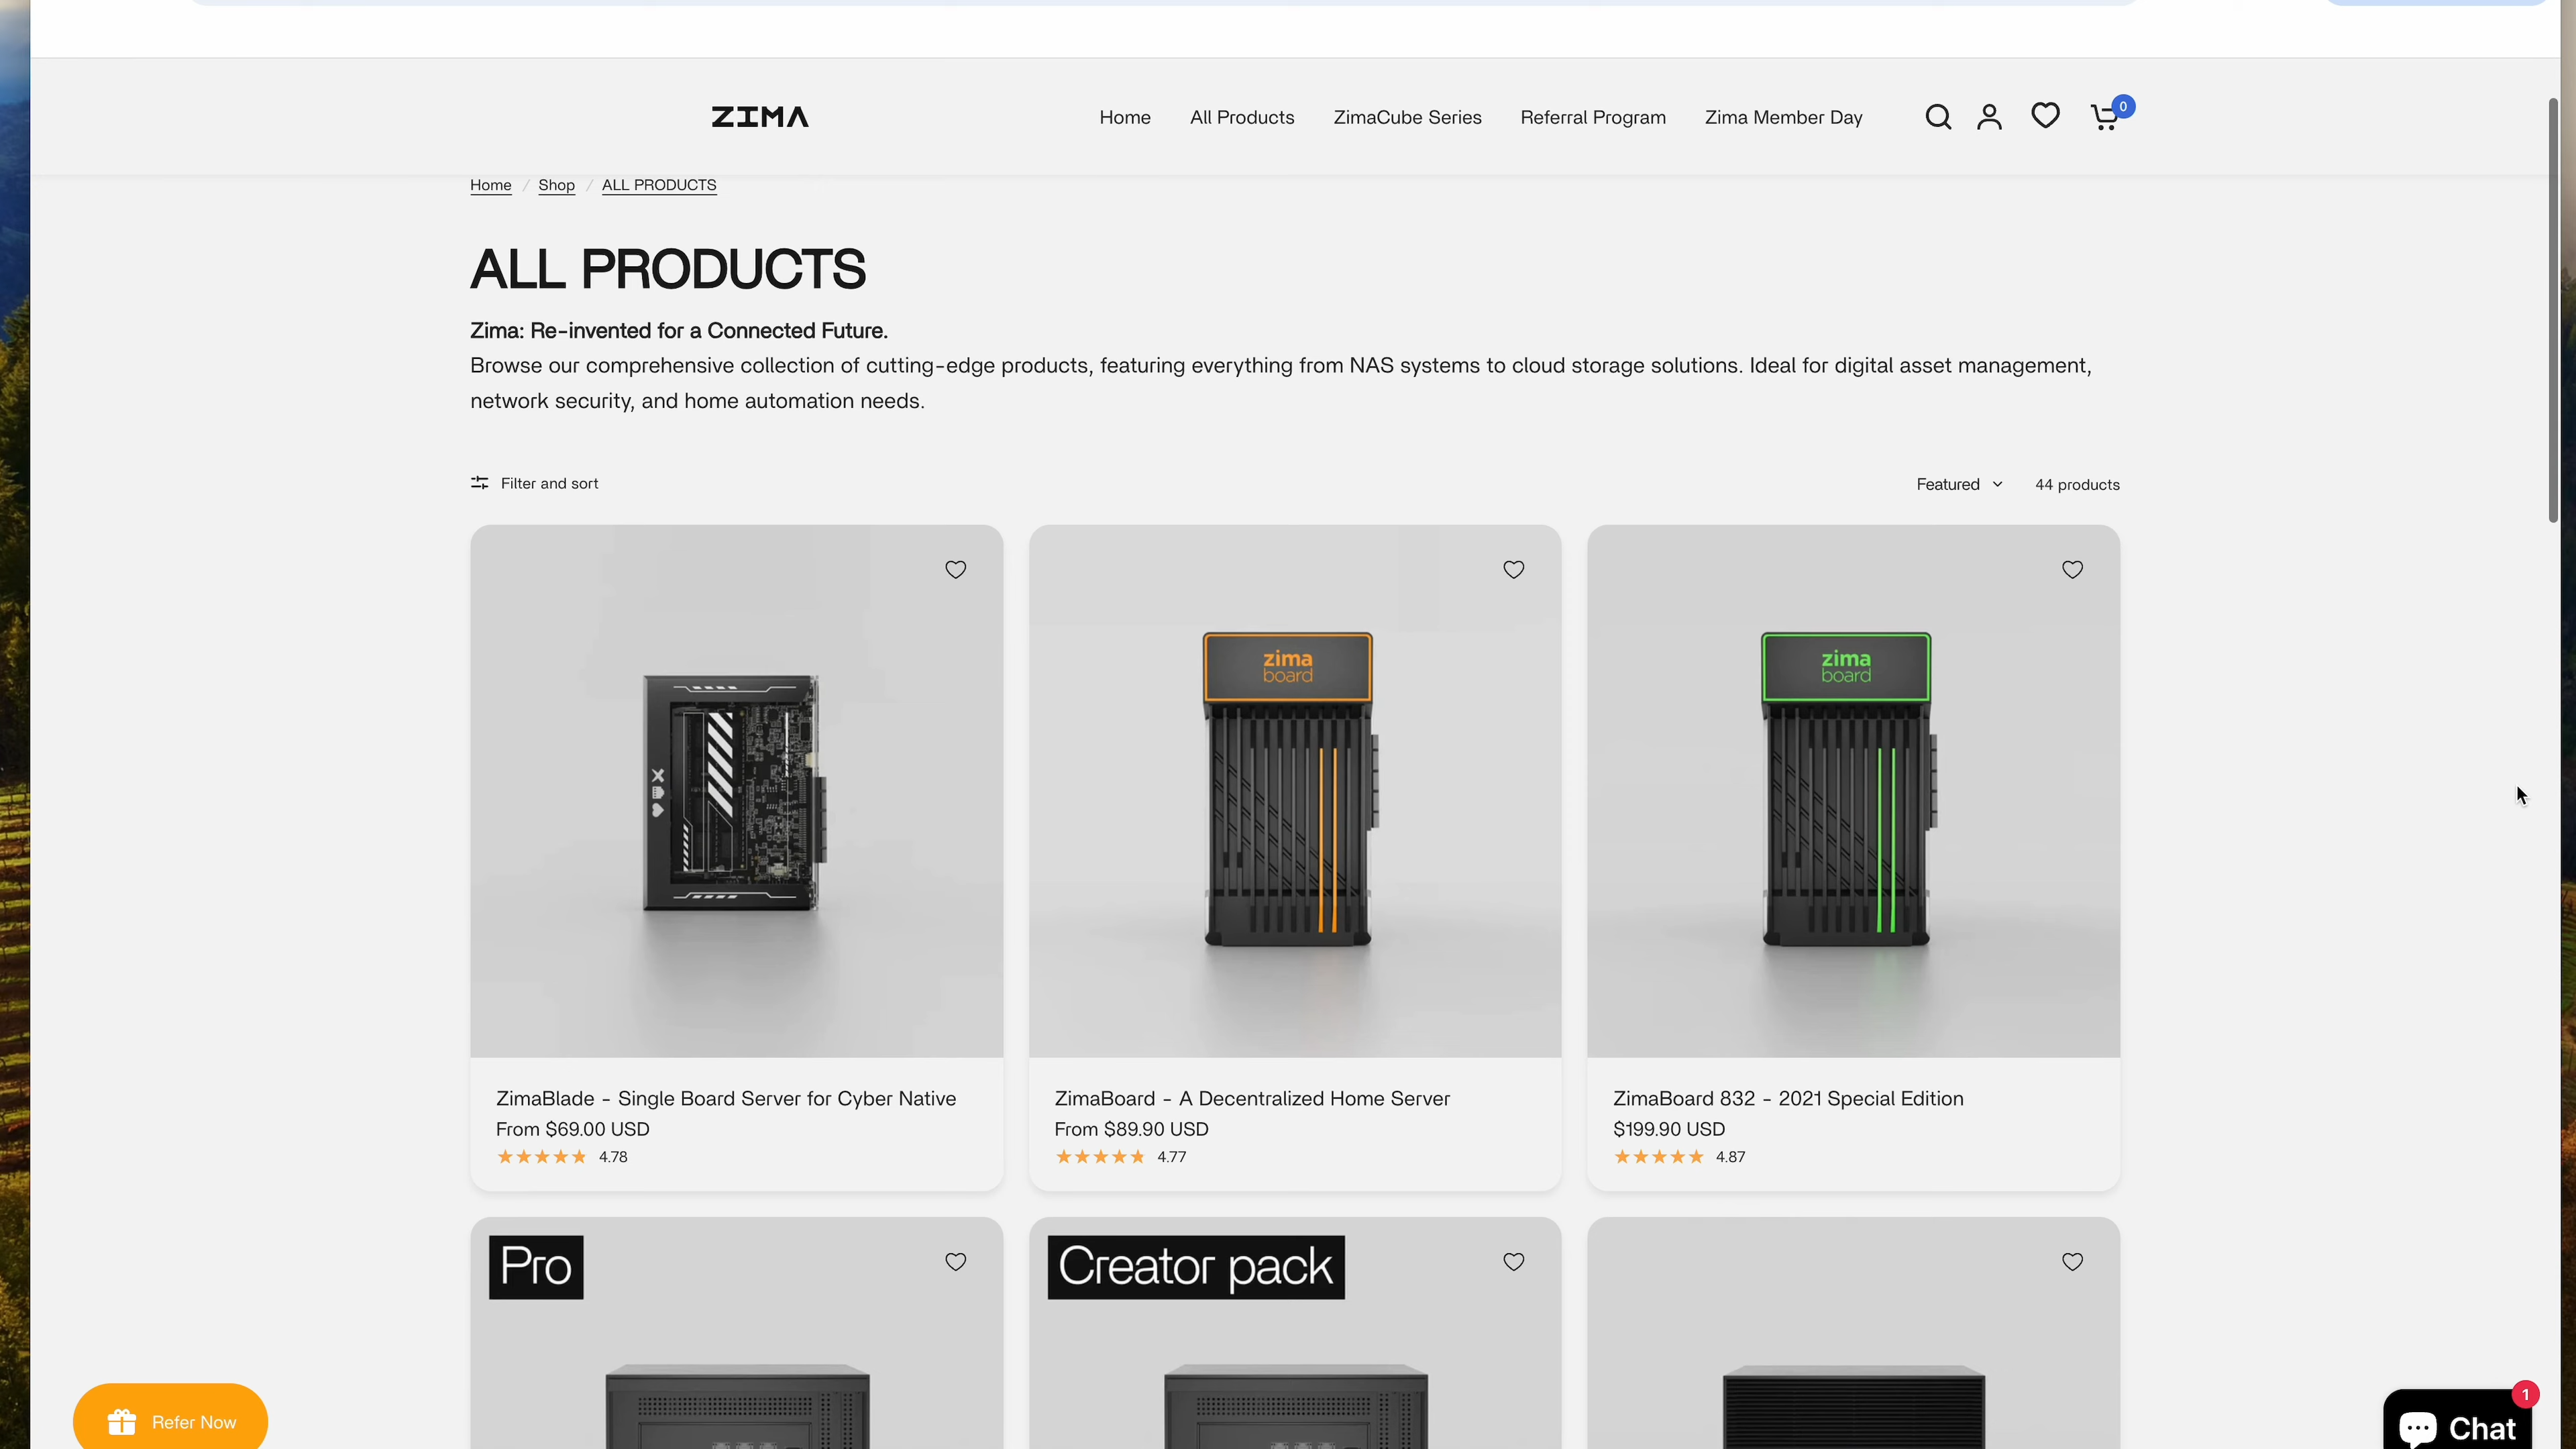 ZIMA
Home
All Products
ZimaCube Series
Referral Program
Zima Member Day
0
Home / Shop / ALL PRODUCTS
ALL PRODUCTS
Zima: Re-invented for a Connected Future.
Browse our comprehensive collection of cutting-edge products, featuring everything from NAS systems to cloud storage solutions. Ideal for digital asset management,
network security, and home automation needs.
Filter and sort
Featured
44 products
zima
board
zima
board
ZimaBlade - Single Board Server for Cyber Native
From $69.00 USD
4.78
ZimaBoard - A Decentralized Home Server
From $89.90 USD
4.77
ZimaBoard 832 - 2021 Special Edition
$199.90 USD
4.87
Pro
Creator pack
Refer Now
1
Chat